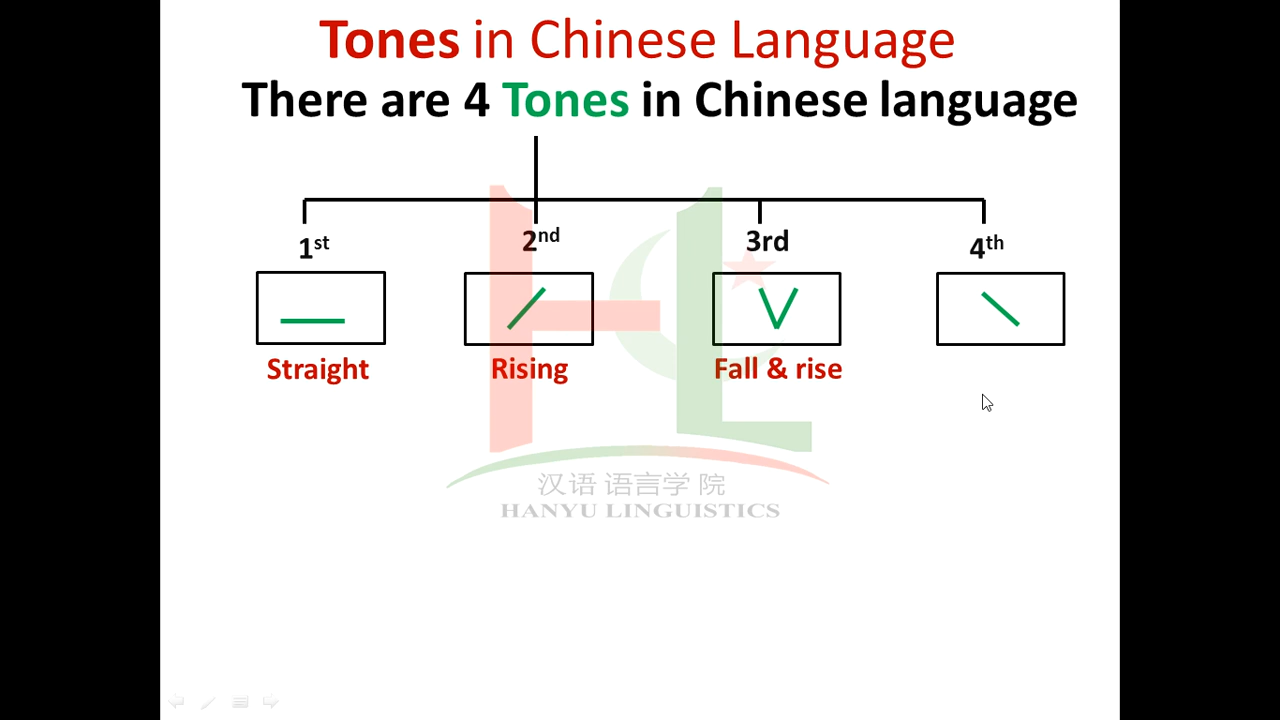 Tones in Chinese Language
There are 4 Tones in Chinese language
1st 2nd 3rd 4th
Straight Rising Fall & rise
汉语 语言学 院
HANYU LINGUISTICS